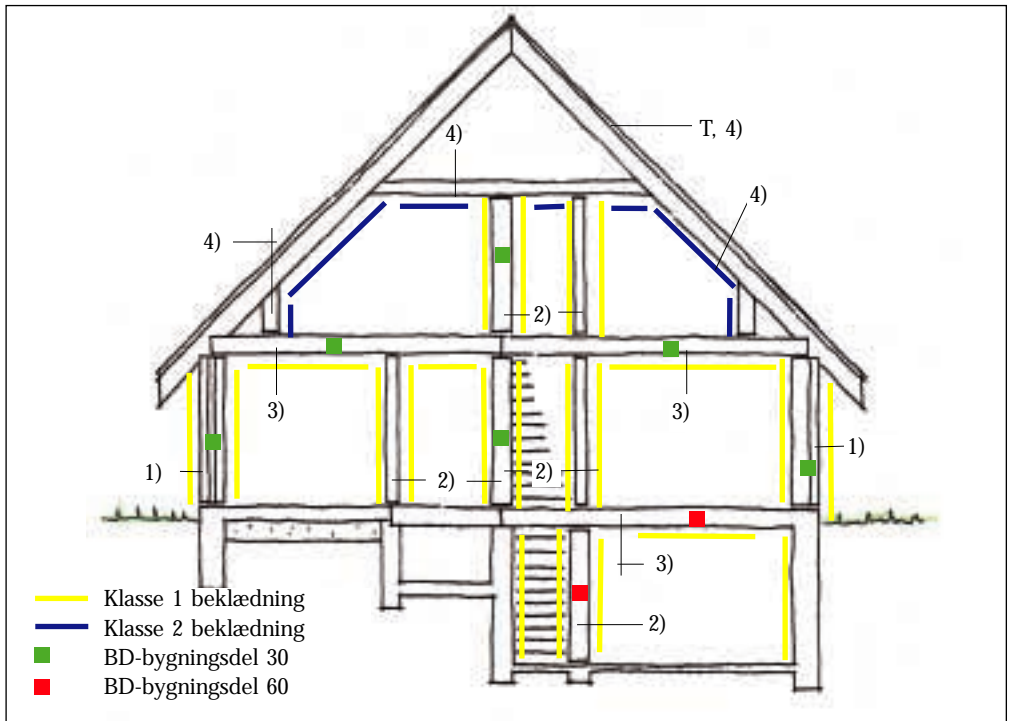 T, 4)
4)
4)
4)
2)
3)
3)
1)
2)
2)
1)
3)
2)
Klasse 1 beklædning
Klasse 2 beklædning
BD-bygningsdel 30
BD-bygningsdel 60